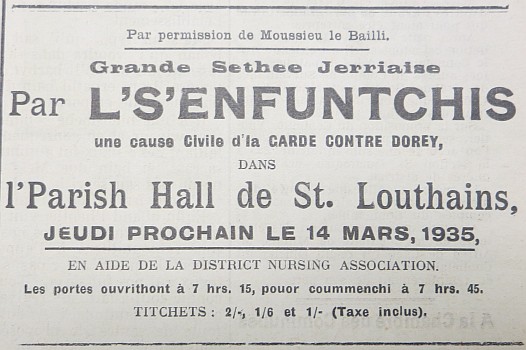 Par permission de Moussieu le Bailli.
Grande Sethee Jerriaise
Par L'S'ENFUNTCHIS
une cause Civile d'la GARDE CONTRE DOREY,
DANS
l'Parish Hall de St. Louthains,
JEUDI PROCHAIN LE 14 MARS, 1935,
EN AIDE DE LA DISTRICT NURSING ASSOCIATION.
Les portes ouvrithont à 7 hrs. 15, pouor coummenchi à 7 hrs. 45.
TITCHETS : 2/-, 1/6 et 1/- (Taxe inclus).